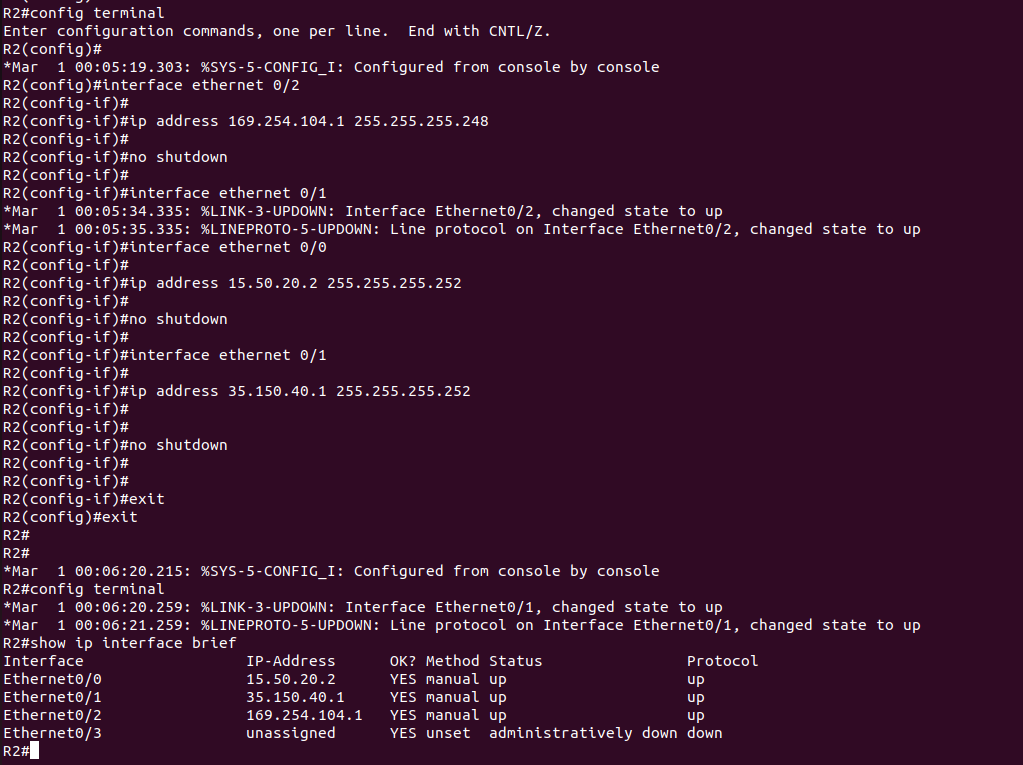 R2#config terminal
Enter configuration commands, one per line.  End with CNTL/Z.
R2(config)#
*Mar  1 00:05:19.303: %SYS-5-CONFIG_I: Configured from console by console
R2(config)#interface ethernet 0/2
R2(config-if)#
R2(config-if)#ip address 169.254.104.1 255.255.255.248
R2(config-if)#
R2(config-if)#no shutdown
R2(config-if)#
R2(config-if)#interface ethernet 0/1
*Mar  1 00:05:34.335: %LINK-3-UPDOWN: Interface Ethernet0/2, changed state to up
*Mar  1 00:05:35.335: %LINEPROTO-5-UPDOWN: Line protocol on Interface Ethernet0/2, changed state to up
R2(config-if)#interface ethernet 0/0
R2(config-if)#
R2(config-if)#ip address 15.50.20.2 255.255.255.252
R2(config-if)#
R2(config-if)#no shutdown
R2(config-if)#
R2(config-if)#interface ethernet 0/1
R2(config-if)#
R2(config-if)#ip address 35.150.40.1 255.255.255.252
R2(config-if)#
R2(config-if)#
R2(config-if)#no shutdown
R2(config-if)#
R2(config-if)#
R2(config-if)#exit
R2(config)#exit
R2#
R2#
*Mar  1 00:06:20.215: %SYS-5-CONFIG_I: Configured from console by console
R2#config terminal
*Mar  1 00:06:20.259: %LINK-3-UPDOWN: Interface Ethernet0/1, changed state to up
*Mar  1 00:06:21.259: %LINEPROTO-5-UPDOWN: Line protocol on Interface Ethernet0/1, changed state to up
R2#show ip interface brief
Interface                  IP-Address      OK? Method Status                Protocol
Ethernet0/0                15.50.20.2      YES manual up                    up
Ethernet0/1                35.150.40.1     YES manual up                    up
Ethernet0/2                169.254.104.1   YES manual up                    up
Ethernet0/3                unassigned      YES unset  administratively down down
R2#